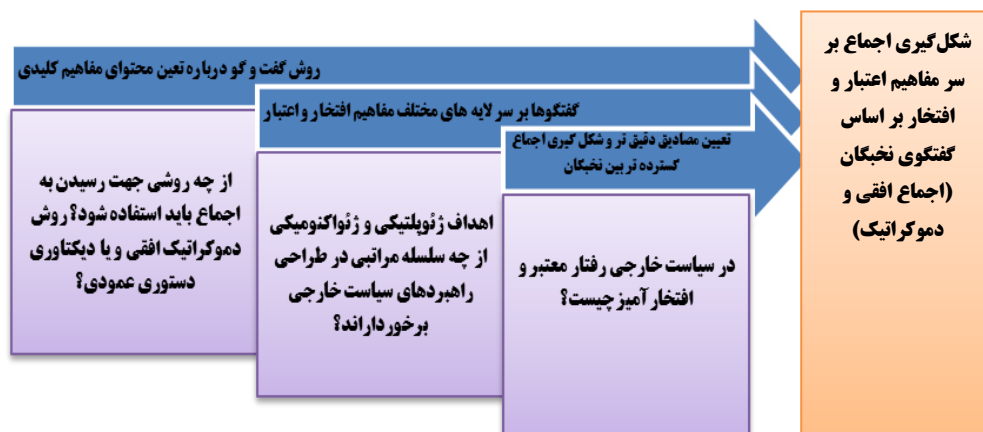 شکل‌گیری اجماع بر
سر مفاهیم اعتبار و
افتخار بر اساس
گفتگوی نخبگان
(اجماع افقی و
دموکراتیک)
روش گفت و گو درباره تعین محتوای مفاهیم کلیدی
گفتگوها بر سر لایه های مختلف مفاهیم افتخار و اعتبار
تعیین مصادیق دقیق تر و شکل گیری اجماع
گسترده تر بین نخبگان
از چه روشی جهت رسیدن به
اجماع باید استفاده شود؟ روش
دموکراتیک افقی و یا دیکتاوری
دستوری عمودی؟
اهداف ژئوپلتیکی و ژئواکنومیکی
از چه سلسله مراتبی در طراحی
راهبردهای سیاست خارجی
برخورداراند؟
در سیاست خارجی رفتار معتبر و
افتخار آمیز چیست؟